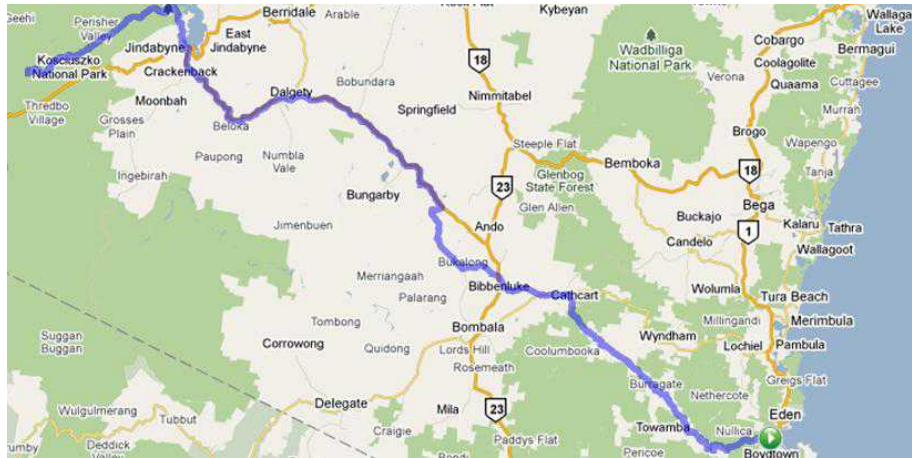 Geehi
Perisher
Valley
Berridale
Arable
Rock Flat
Kybeyan
Towns
Wallaga
Lake
Jindabyne
East
Jindabyne
Cobargo
Bermagui
Kosciuszko
National Park
Crackenback
18
Wadbilliga
National Park
Coolagolite
Verona
Quaama
Cuttagee
Thredbo
Village
Moonbah
Dalgety
Bobundara
Nimmitabel
Springfield
Murrah
Grosses
Plain
Beloka
Brogo
Wapengo
Paupong
Numbla
Vale
Steeple Flat
Bemboka
Tanja
18
Ingebirah
Bungarby
23
Glenbog
State Forest
Glen Allen
Bega
Jimenbuen
Ando
Buckajo
1
Kalaru
Tathra
Candelo
Wallagoot
Bukalong
Merriangaah
Bibbenluke
Cathcart
Wolumla
Tura Beach
Palarang
Tombong
Bombala
Wyndham
Millingandi
Merimbula
Suggan
Buggan
Corrowong
Quidong
Lords Hill
Coolumbooka
Lochiel
Pambula
Rosemeath
Greigs Flat
Burragate
Nethercote
Delegate
Mila
23
Eden
Wulgulmerang
Tubbut
Craigie
Towamba
Nullica
Deddick
Valley
Paddys Flat
Pericoe
Boydtown